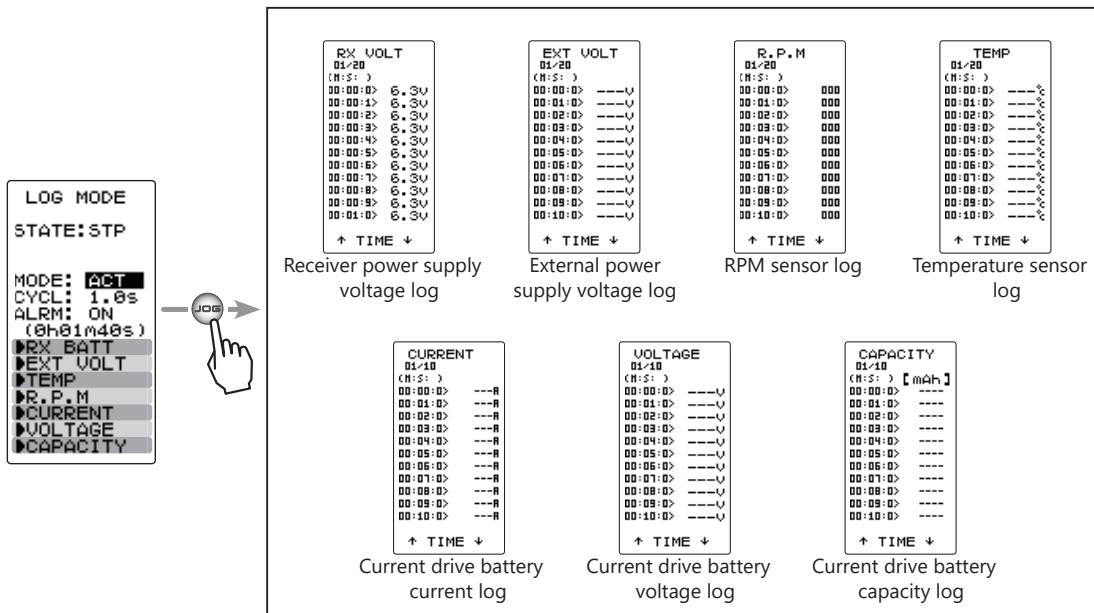 LOG MODE
STATE:STP
MODE: ACT
CYCL: 1.0s
ALRM: ON
(0h01m40s)
▶RX BATT
▶EXT VOLT
▶TEMP
▶R.P.M
▶CURRENT
▶VOLTAGE
▶CAPACITY
JOG
RX VOLT
01/20
(M:S: )
00:00:0> 6.3V
00:00:1> 6.3V
00:00:2> 6.3V
00:00:3> 6.3V
00:00:4> 6.3V
00:00:5> 6.3V
00:00:6> 6.3V
00:00:7> 6.3V
00:00:8> 6.3V
00:00:9> 6.3V
00:01:0> 6.3V
↑ TIME ↓
Receiver power supply
voltage log
EXT VOLT
01/20
(M:S: )
00:00:0> ---V
00:01:0> ---V
00:02:0> ---V
00:03:0> ---V
00:04:0> ---V
00:05:0> ---V
00:06:0> ---V
00:07:0> ---V
00:08:0> ---V
00:09:0> ---V
00:10:0> ---V
↑ TIME ↓
External power
supply voltage log
R.P.M
01/20
(M:S: )
00:00:0> 000
00:01:0> 000
00:02:0> 000
00:03:0> 000
00:04:0> 000
00:05:0> 000
00:06:0> 000
00:07:0> 000
00:08:0> 000
00:09:0> 000
00:10:0> 000
↑ TIME ↓
RPM sensor log
TEMP
01/20
(M:S: )
00:00:0> ---℃
00:01:0> ---℃
00:02:0> ---℃
00:03:0> ---℃
00:04:0> ---℃
00:05:0> ---℃
00:06:0> ---℃
00:07:0> ---℃
00:08:0> ---℃
00:09:0> ---℃
00:10:0> ---℃
↑ TIME ↓
Temperature sensor
log
CURRENT
01/10
(M:S: )
00:00:0> ---A
00:01:0> ---A
00:02:0> ---A
00:03:0> ---A
00:04:0> ---A
00:05:0> ---A
00:06:0> ---A
00:07:0> ---A
00:08:0> ---A
00:09:0> ---A
00:10:0> ---A
↑ TIME ↓
Current drive battery
current log
VOLTAGE
01/10
(M:S: )
00:00:0> ---V
00:01:0> ---V
00:02:0> ---V
00:03:0> ---V
00:04:0> ---V
00:05:0> ---V
00:06:0> ---V
00:07:0> ---V
00:08:0> ---V
00:09:0> ---V
00:10:0> ---V
↑ TIME ↓
Current drive battery
voltage log
CAPACITY
01/10
(M:S: ) [mAh]
00:00:0> ----
00:01:0> ----
00:02:0> ----
00:03:0> ----
00:04:0> ----
00:05:0> ----
00:06:0> ----
00:07:0> ----
00:08:0> ----
00:09:0> ----
00:10:0> ----
↑ TIME ↓
Current drive battery
capacity log